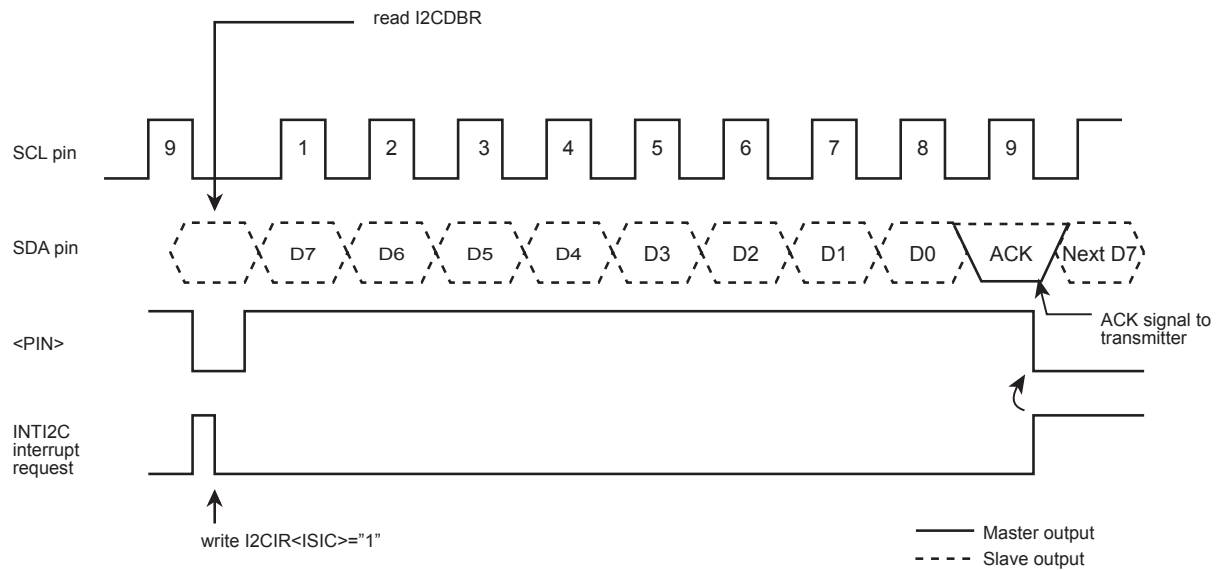 read I2CDBR
SCL pin
9 1 2 3 4 5 6 7 8 9
SDA pin
D7 D6 D5 D4 D3 D2 D1 D0 ACK Next D7
ACK signal to
transmitter
<PIN>
INTI2C
interrupt
request
write I2CIR<ISIC>=”1”
Master output
Slave output